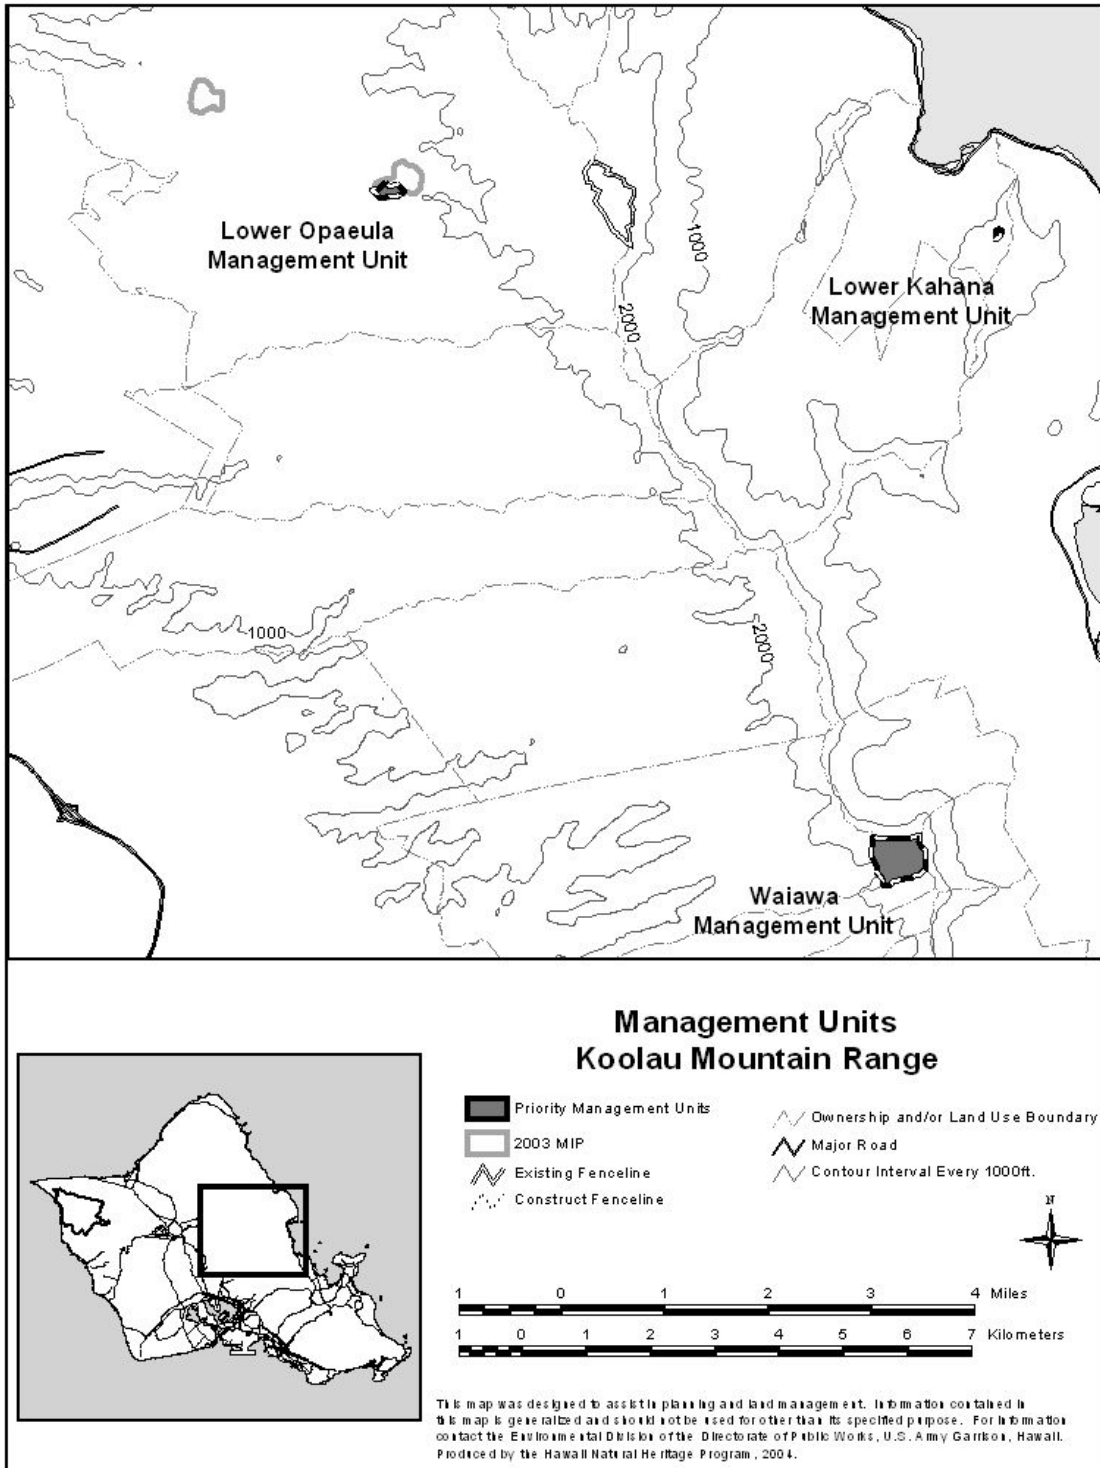 Lower Opaeula
Management Unit
1000
2000
Lower Kahana
Management Unit
1000
2000
Waiawa
Management Unit
Management Units
Koolau Mountain Range
Priority Management Units
2003 MIP
Existing Fenceline
Construct Fenceline
Ownership and/or Land Use Boundary
Major Road
Contour Interval Every 1000ft.
N
1 0 1 2 3 4 Miles
1 0 1 2 3 4 5 6 7 Kilometers
This map was designed to assist in planning and land management. Information contained in
this map is generalized and should not be used for other than its specified purpose. For information
contact the Environmental Division of the Directorate of Public Works, U.S. Army Garrison, Hawaii.
Produced by the Hawaii Natural Heritage Program, 2004.